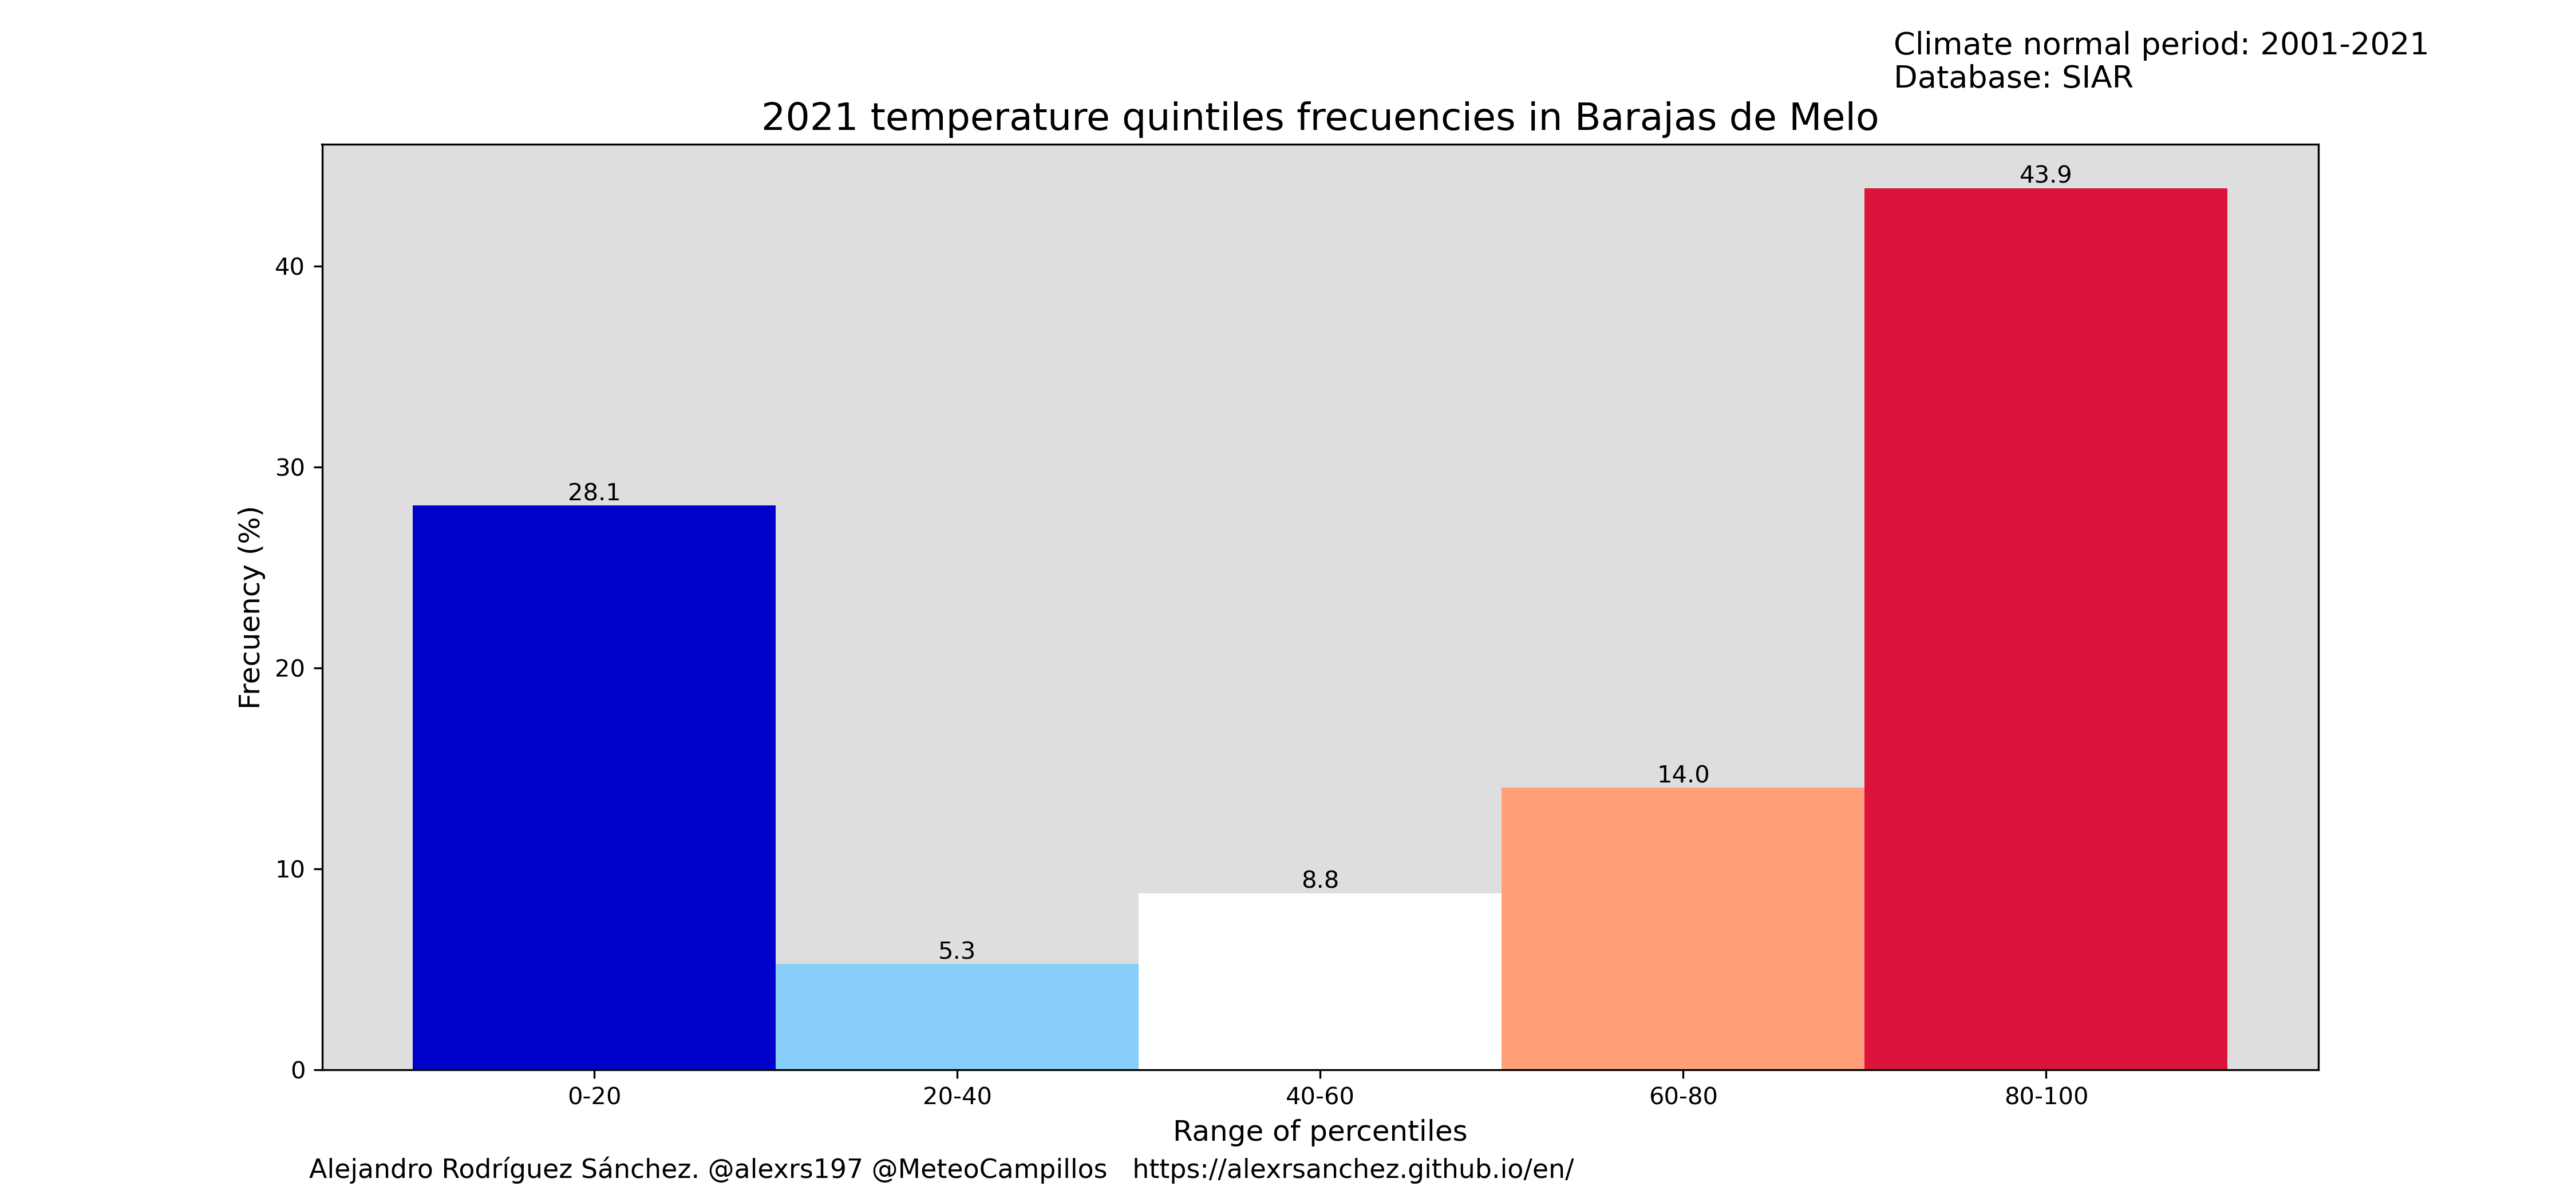 Climate normal period: 2001-2021
Database: SIAR
2021 temperature quintiles frecuencies in Barajas de Melo
43.9
40
30
28.1
Frecuency (%)
20
14.0
10
8.8
5.3
0
0-20
20-40
40-60
60-80
80-100
Range of percentiles
Alejandro Rodríguez Sánchez. @alexrs197 @MeteoCampillos   https://alexrsanchez.github.io/en/